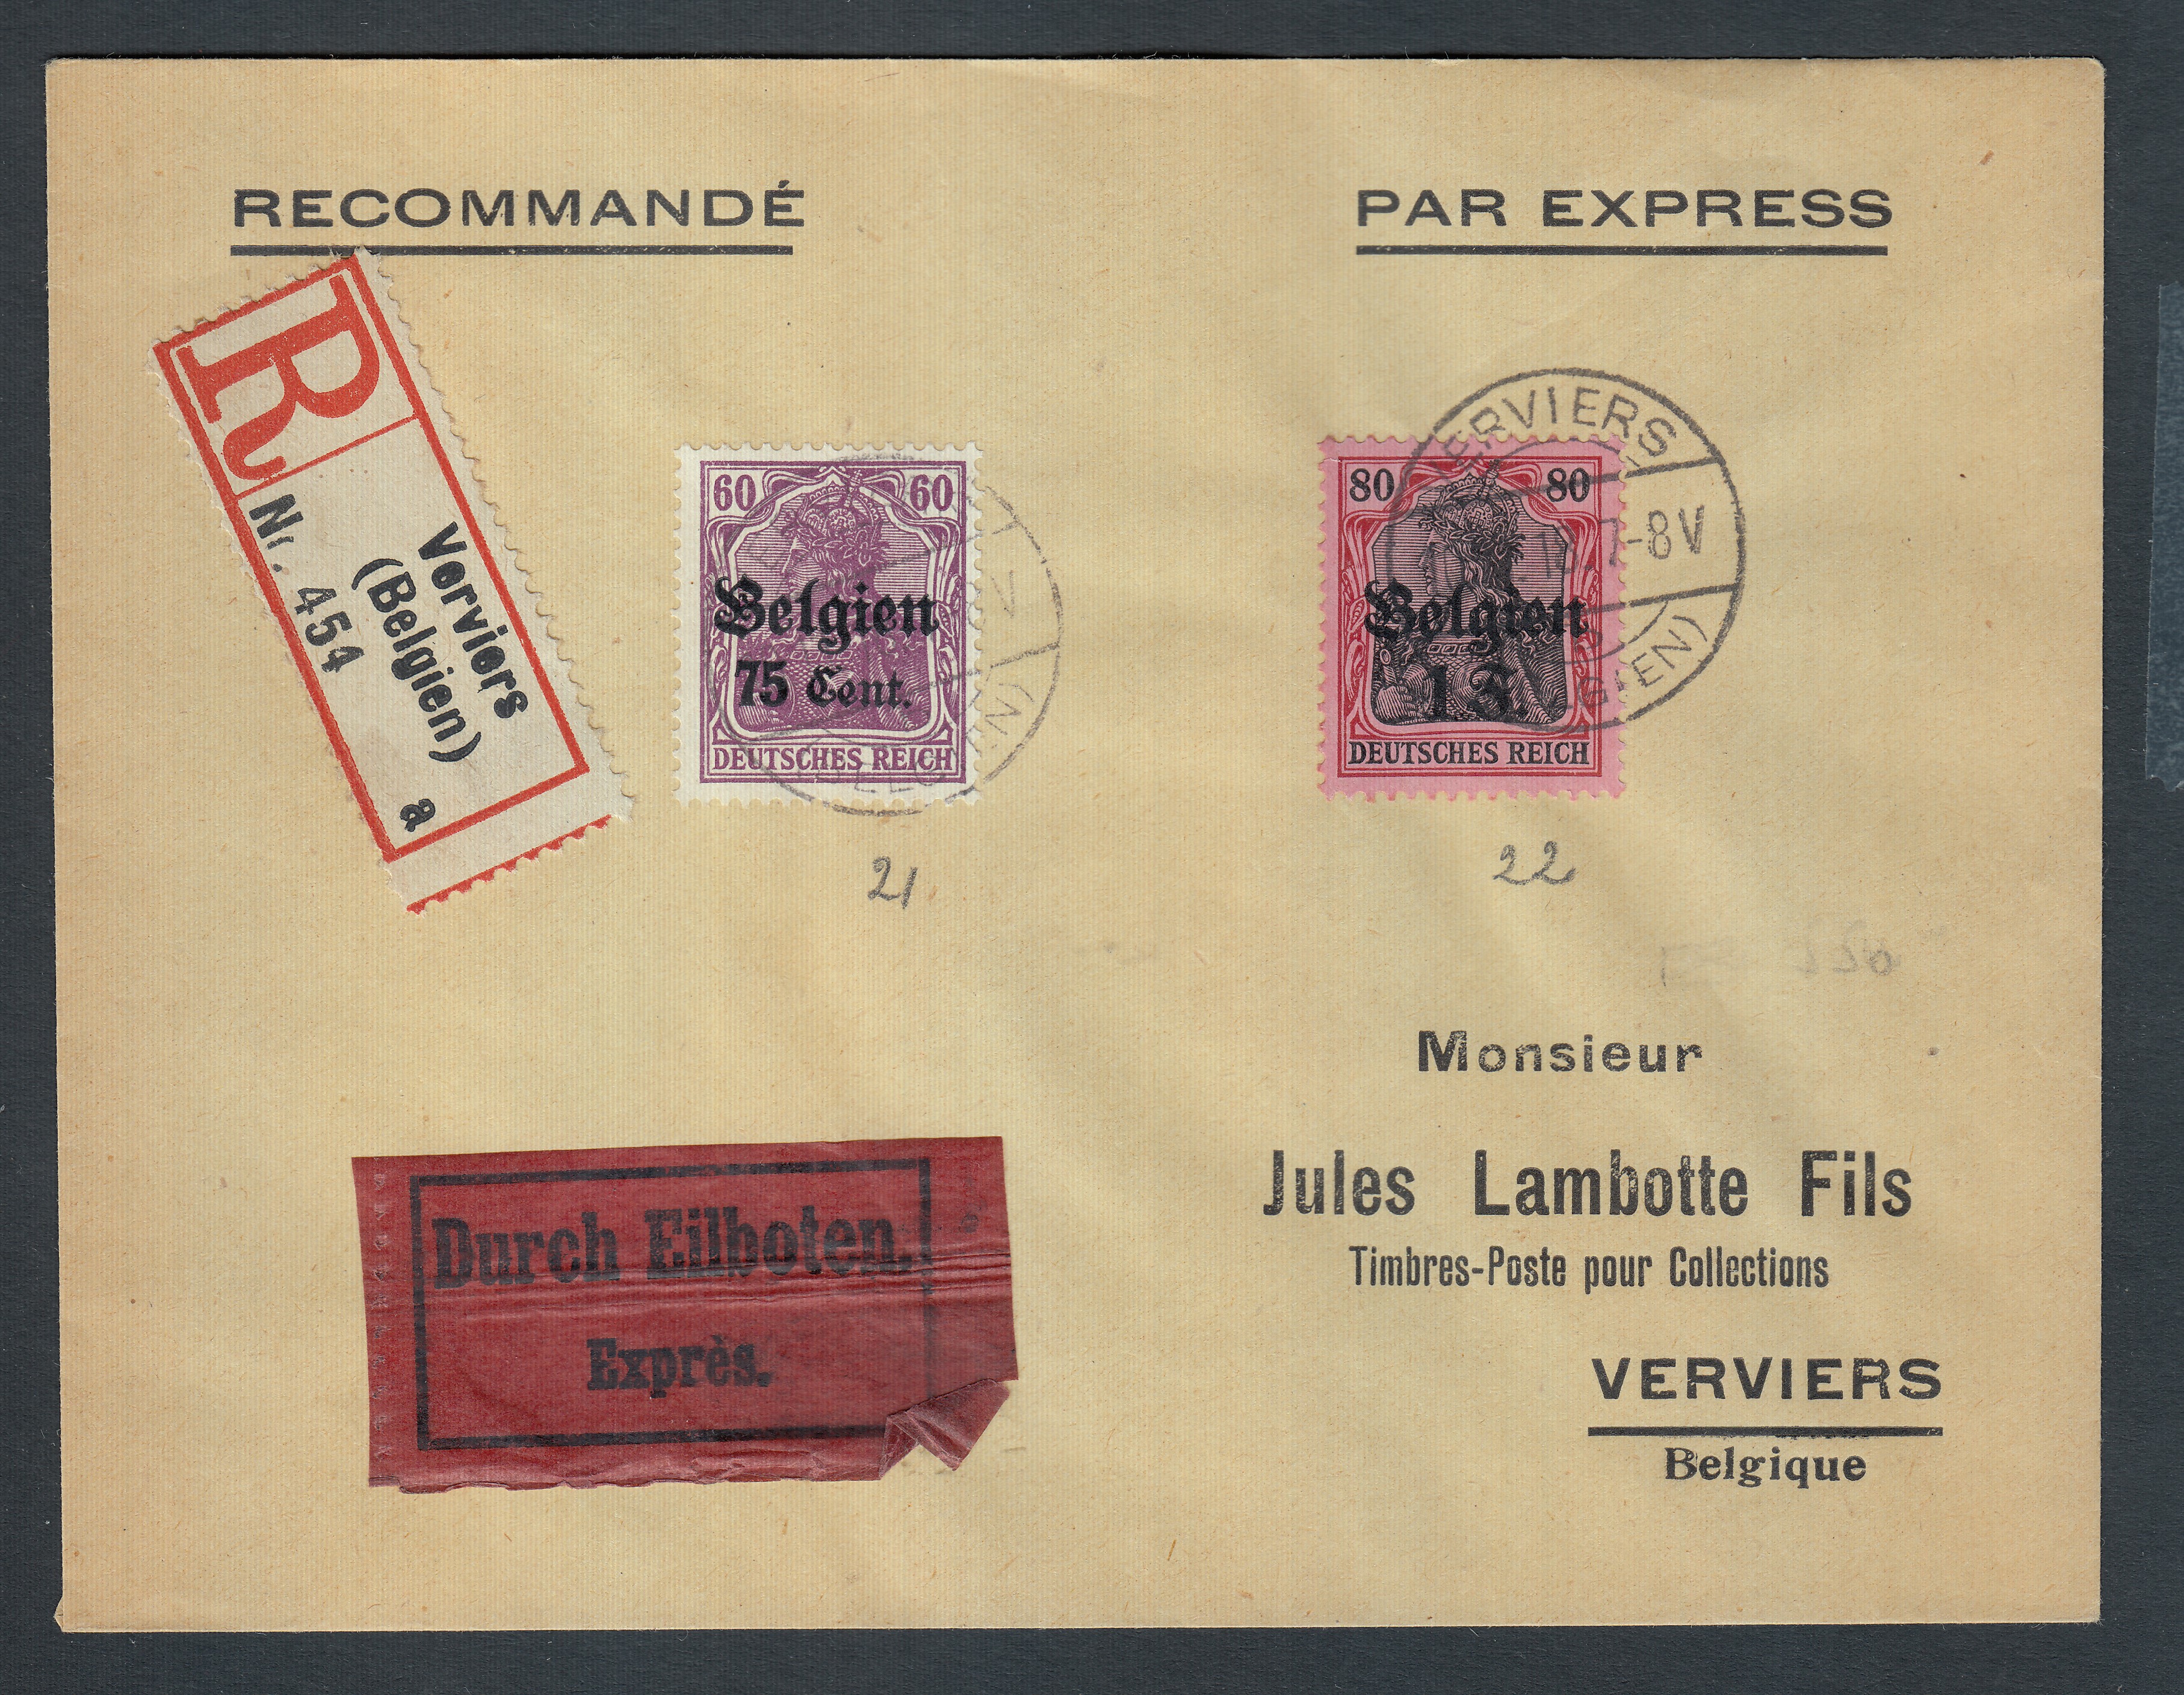 RECOMMANDÉ
PAR EXPRESS
R
Verviers
(Belgien)
Nr. 454
a
60 60
Belgien
75 Cent.
DEUTSCHES REICH
80 80
Belgien
1 F.
DEUTSCHES REICH
VERVIERS
7-8V
21
22
Monsieur
Jules Lambotte Fils
Timbres-Poste pour Collections
VERVIERS
Belgique
Durch Eilboten.
Exprès.